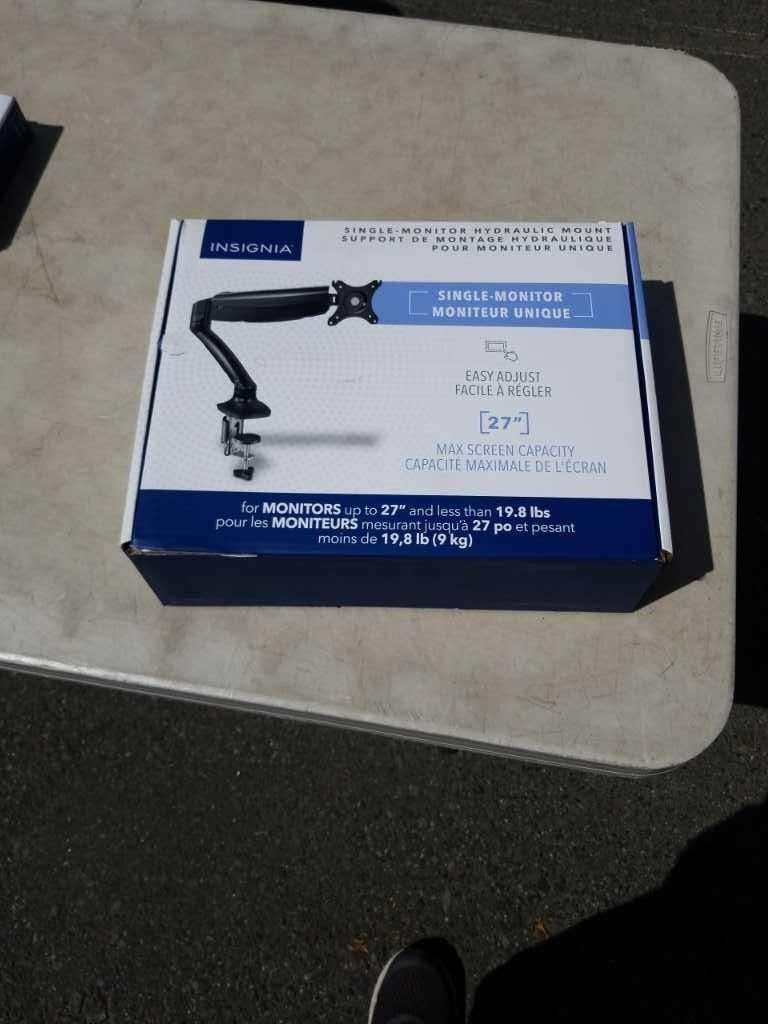 INSIGNIA
SINGLE-MONITOR HYDRAULIC MOUNT
SUPPORT DE MONTAGE HYDRAULIQUE
POUR MONITEUR UNIQUE
SINGLE-MONITOR
MONITEUR UNIQUE
EASY ADJUST
FACILE À RÉGLER
27”
MAX SCREEN CAPACITY
CAPACITÉ MAXIMALE DE L'ÉCRAN
for MONITORS up to 27” and less than 19.8 lbs
pour les MONITEURS mesurant jusqu'à 27 po et pesant
moins de 19,8 lb (9 kg)
LIFETIME